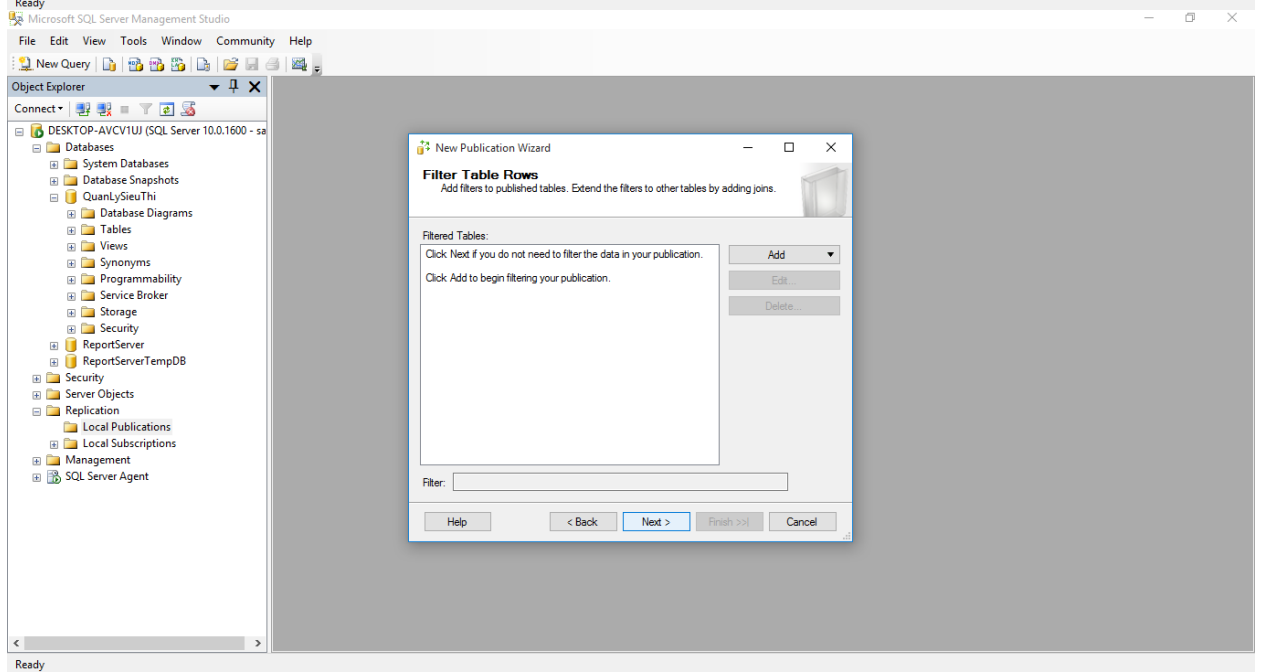 Ready
Microsoft SQL Server Management Studio
File Edit View Tools Window Community Help
New Query
Object Explorer
Connect
DESKTOP-AVCV1UJ (SQL Server 10.0.1600 - sa
Databases
System Databases
Database Snapshots
QuanLySieuThi
Database Diagrams
Tables
Views
Synonyms
Programmability
Service Broker
Storage
Security
ReportServer
ReportServerTempDB
Security
Server Objects
Replication
Local Publications
Local Subscriptions
Management
SQL Server Agent
New Publication Wizard
Filter Table Rows
Add filters to published tables. Extend the filters to other tables by adding joins.
Filtered Tables:
Click Next if you do not need to filter the data in your publication.
Click Add to begin filtering your publication.
Add
Edit...
Delete...
Filter:
Help < Back Next > Finish >>| Cancel
Ready